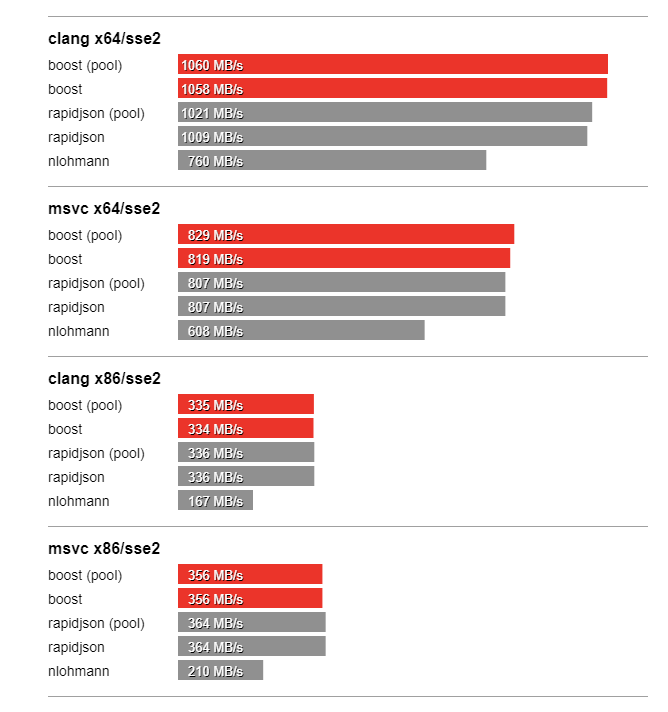 clang x64/sse2
boost (pool) 1060 MB/s
boost 1058 MB/s
rapidjson (pool) 1021 MB/s
rapidjson 1009 MB/s
nlohmann 760 MB/s
msvc x64/sse2
boost (pool) 829 MB/s
boost 819 MB/s
rapidjson (pool) 807 MB/s
rapidjson 807 MB/s
nlohmann 608 MB/s
clang x86/sse2
boost (pool) 335 MB/s
boost 334 MB/s
rapidjson (pool) 336 MB/s
rapidjson 336 MB/s
nlohmann 167 MB/s
msvc x86/sse2
boost (pool) 356 MB/s
boost 356 MB/s
rapidjson (pool) 364 MB/s
rapidjson 364 MB/s
nlohmann 210 MB/s